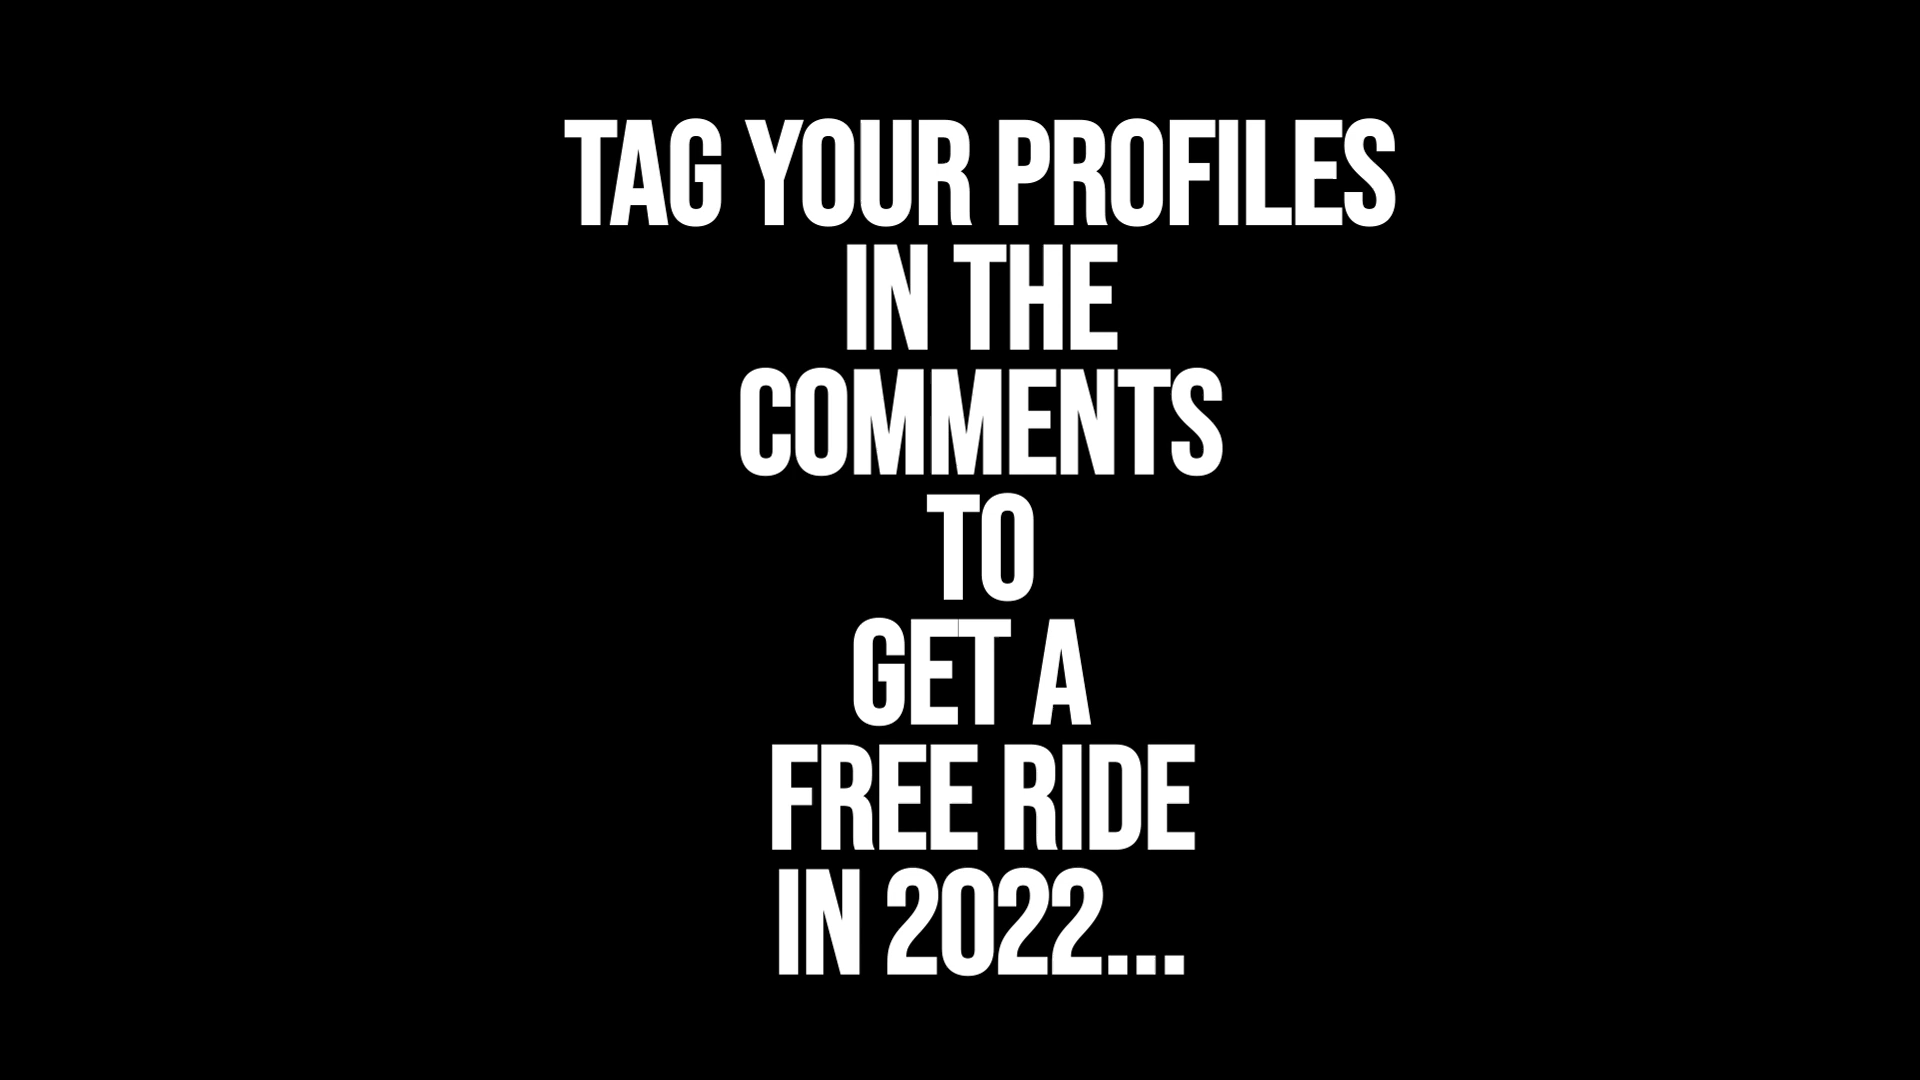 TAG YOUR PROFILES
IN THE
COMMENTS
TO
GET A
FREE RIDE
IN 2022...